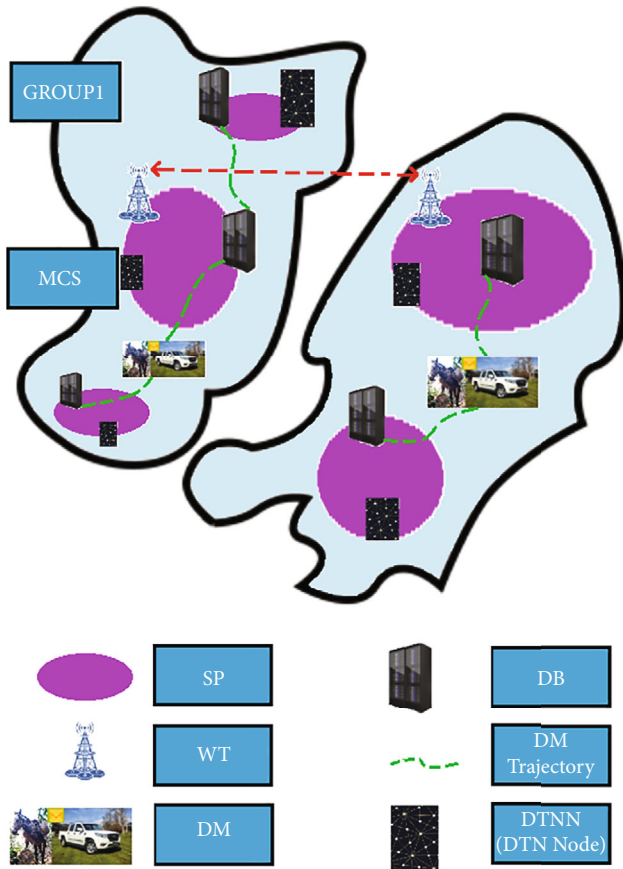 GROUP1
MCS
SP
DB
WT
DM
Trajectory
DM
DTNN
(DTN Node)